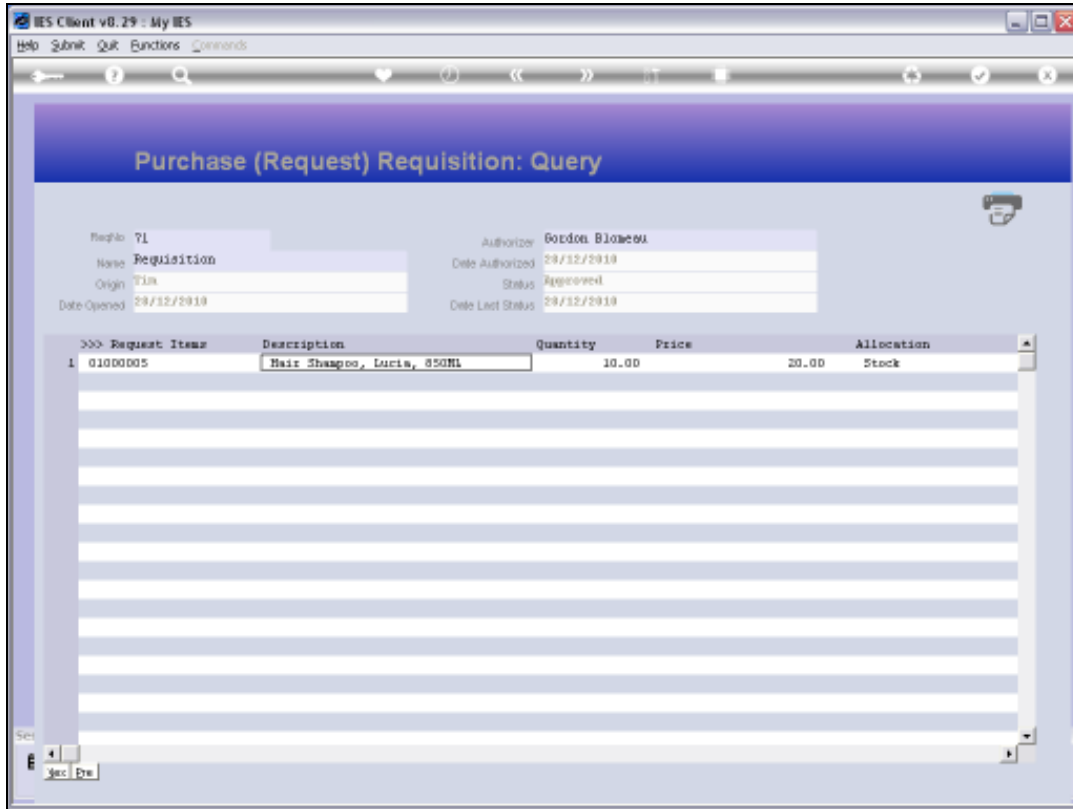 IES Client v8.29 : My IES
Help Submit Quit Functions Commands
Purchase (Request) Requisition: Query
ReqNo 71
Name Requisition
Origin Tim
Date Opened 28/12/2010
Authorizer Gordon Blomeau
Date Authorized 28/12/2010
Status Approved
Date Last Status 28/12/2010
>>> Request Items Description Quantity Price Allocation
1 01000005 Hair Shampoo, Lucia, 850ML 10.00 20.00 Stock